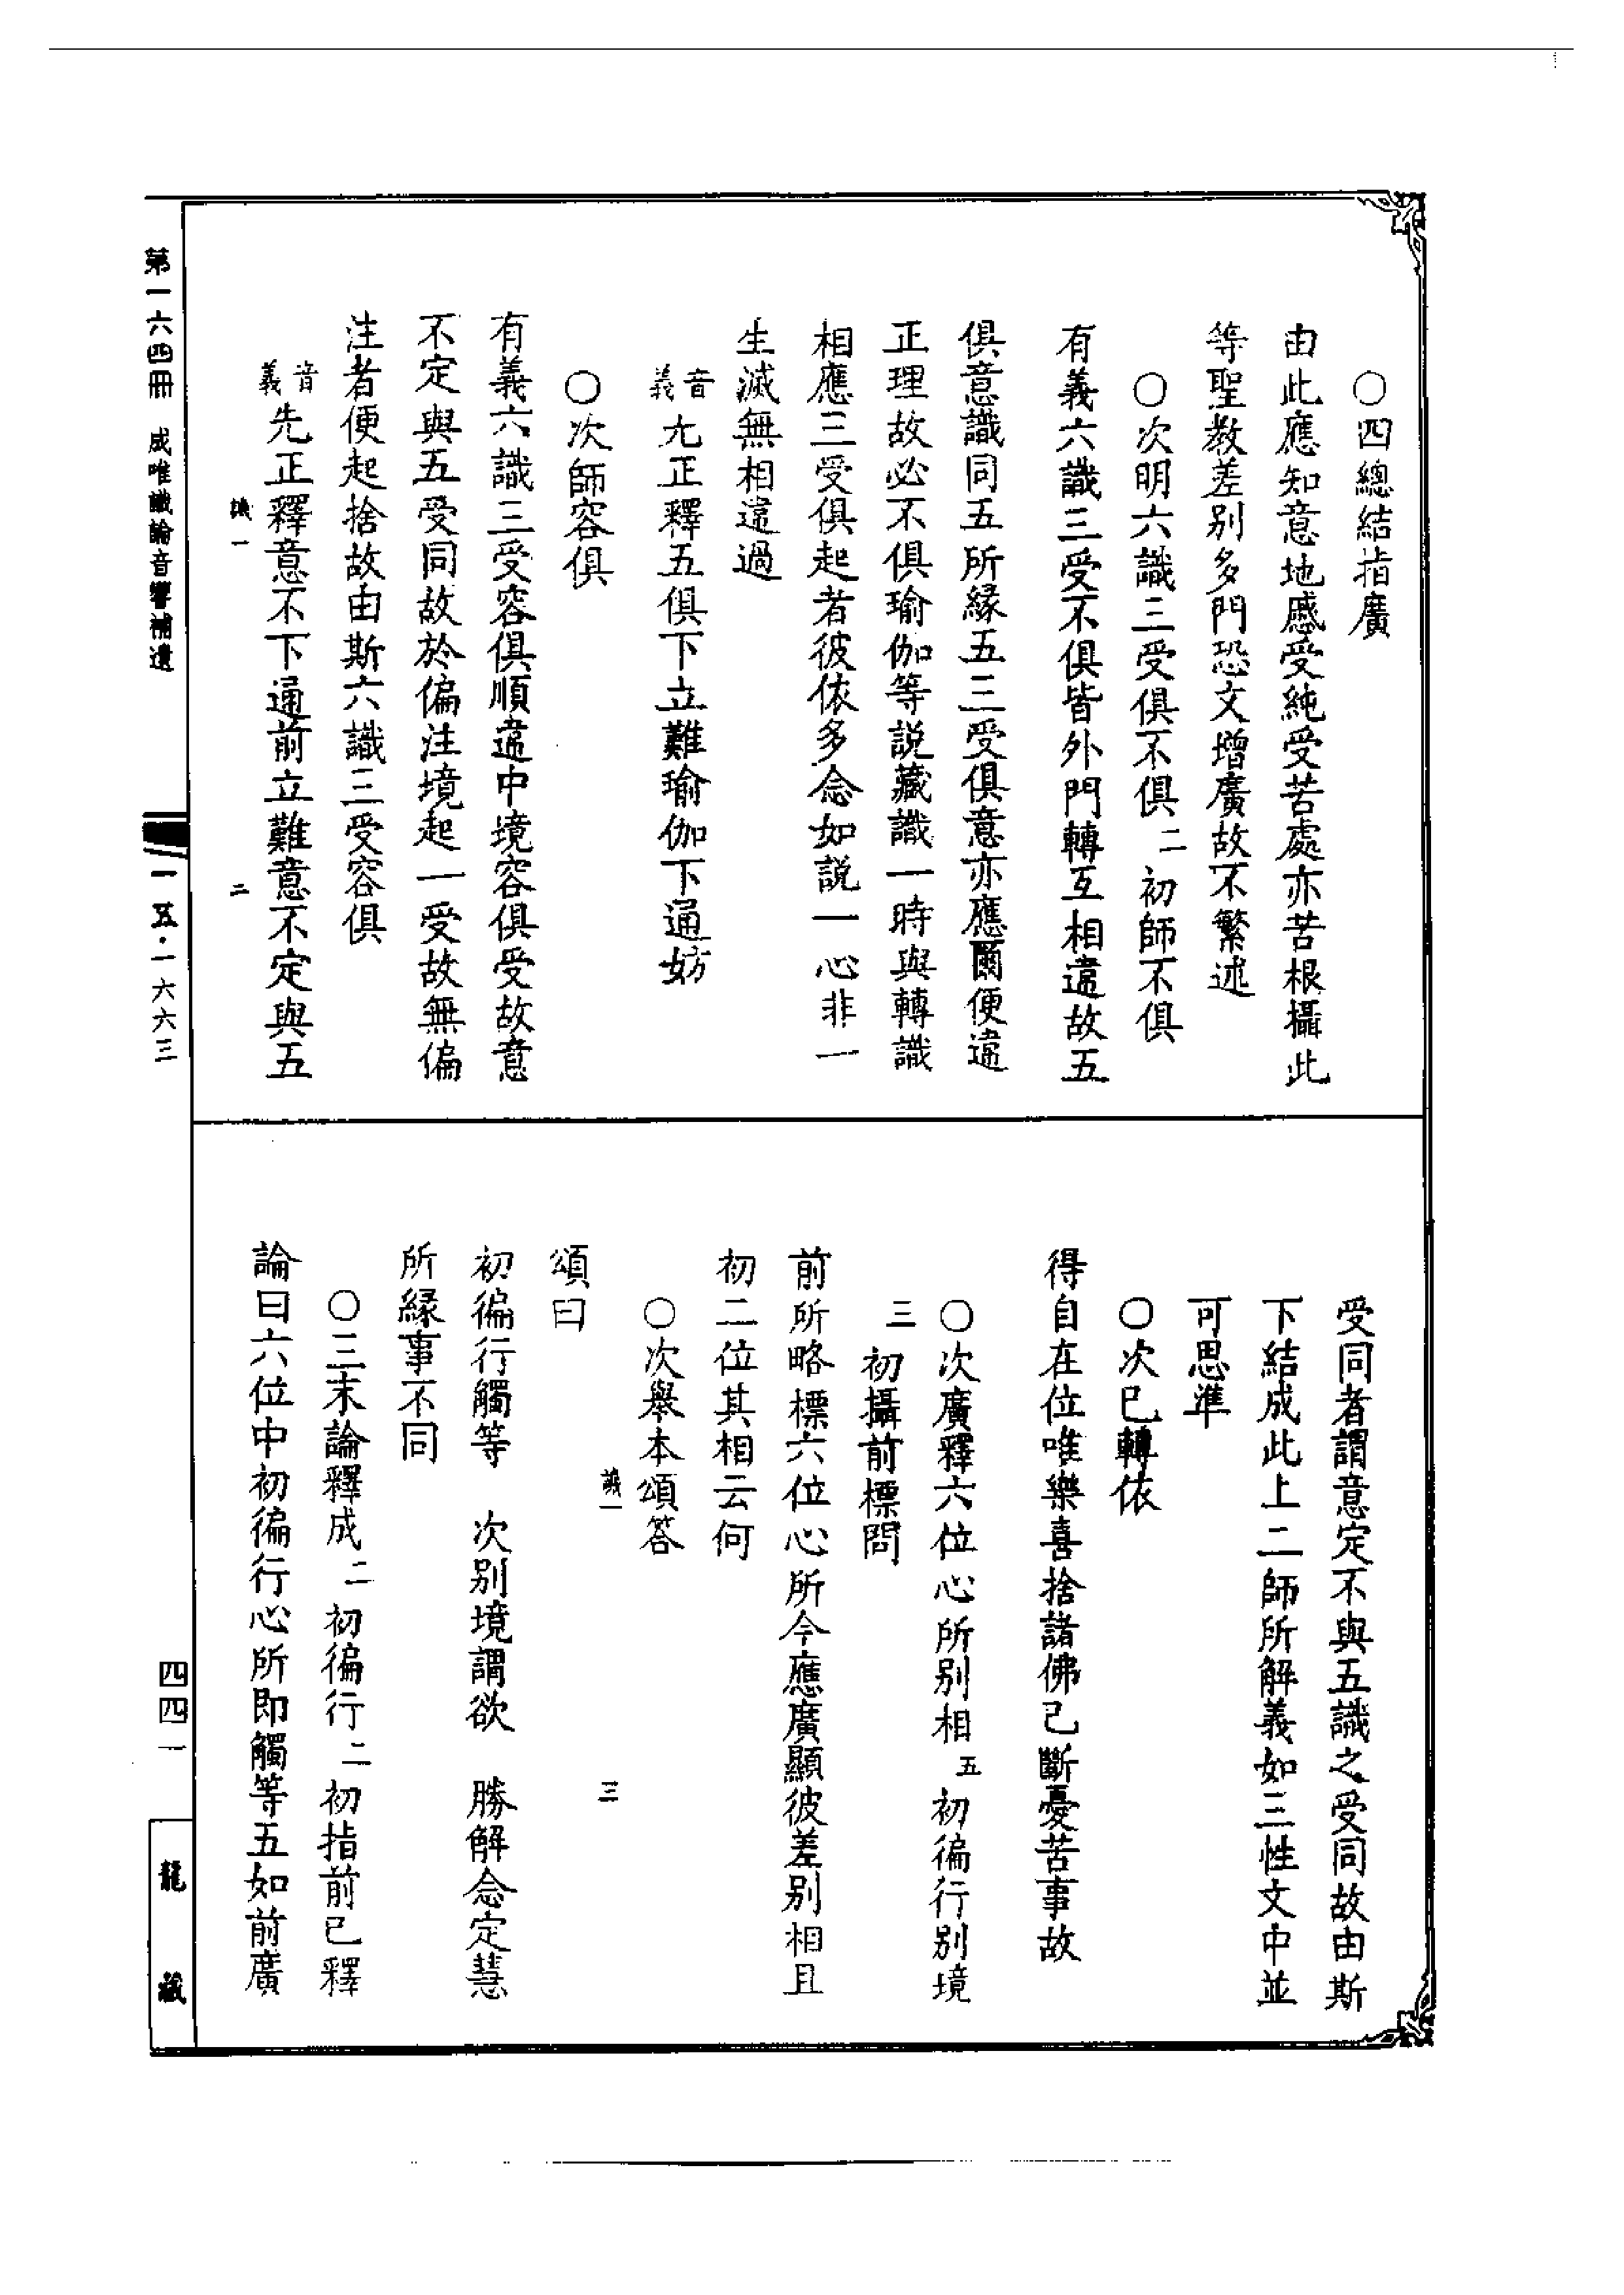 ○四總結指廣
由此應知意地慼受純受苦處亦苦根攝此
等聖教差別多門恐文增廣故不繁述
○次明六識三受俱不俱二初師不俱
有義六識三受不俱皆外門轉互相違故五
俱意識同五所緣五三受俱意亦應爾便違
正理故必不俱瑜伽等説藏識一時與轉識
相應三受俱起者彼依多念如説一心非一
生滅無相違過
音義尢正釋五俱下立難瑜伽下通妨
○次師容俱
有義六識三受容俱順違中境容俱受故意
不定與五受同故於偏注境起一受故無偏
注者便起捨故由斯六識三受容俱
音義先正釋意不下通前立難意不定與五
識一 二
受同者謂意定不與五識之受同故由斯
下結成此上二師所解義如三性文中並
可思準
○次已轉依
得自在位唯樂喜捨諸佛已斷憂苦事故
○次廣釋六位心所別相五初徧行別境
三初攝前標問
前所略標六位心所今應廣顯彼差別相且
初二位其相云何
○次舉本頌答
識一 三
頌曰
初徧行觸等 次別境謂欲 勝解念定慧
所緣事不同
○三末論釋成二初徧行二初指前已釋
論曰六位中初徧行心所即觸等五如前廣
第一六四冊 成唯識論音響補遺
一五·一六六三
四四一
龍藏